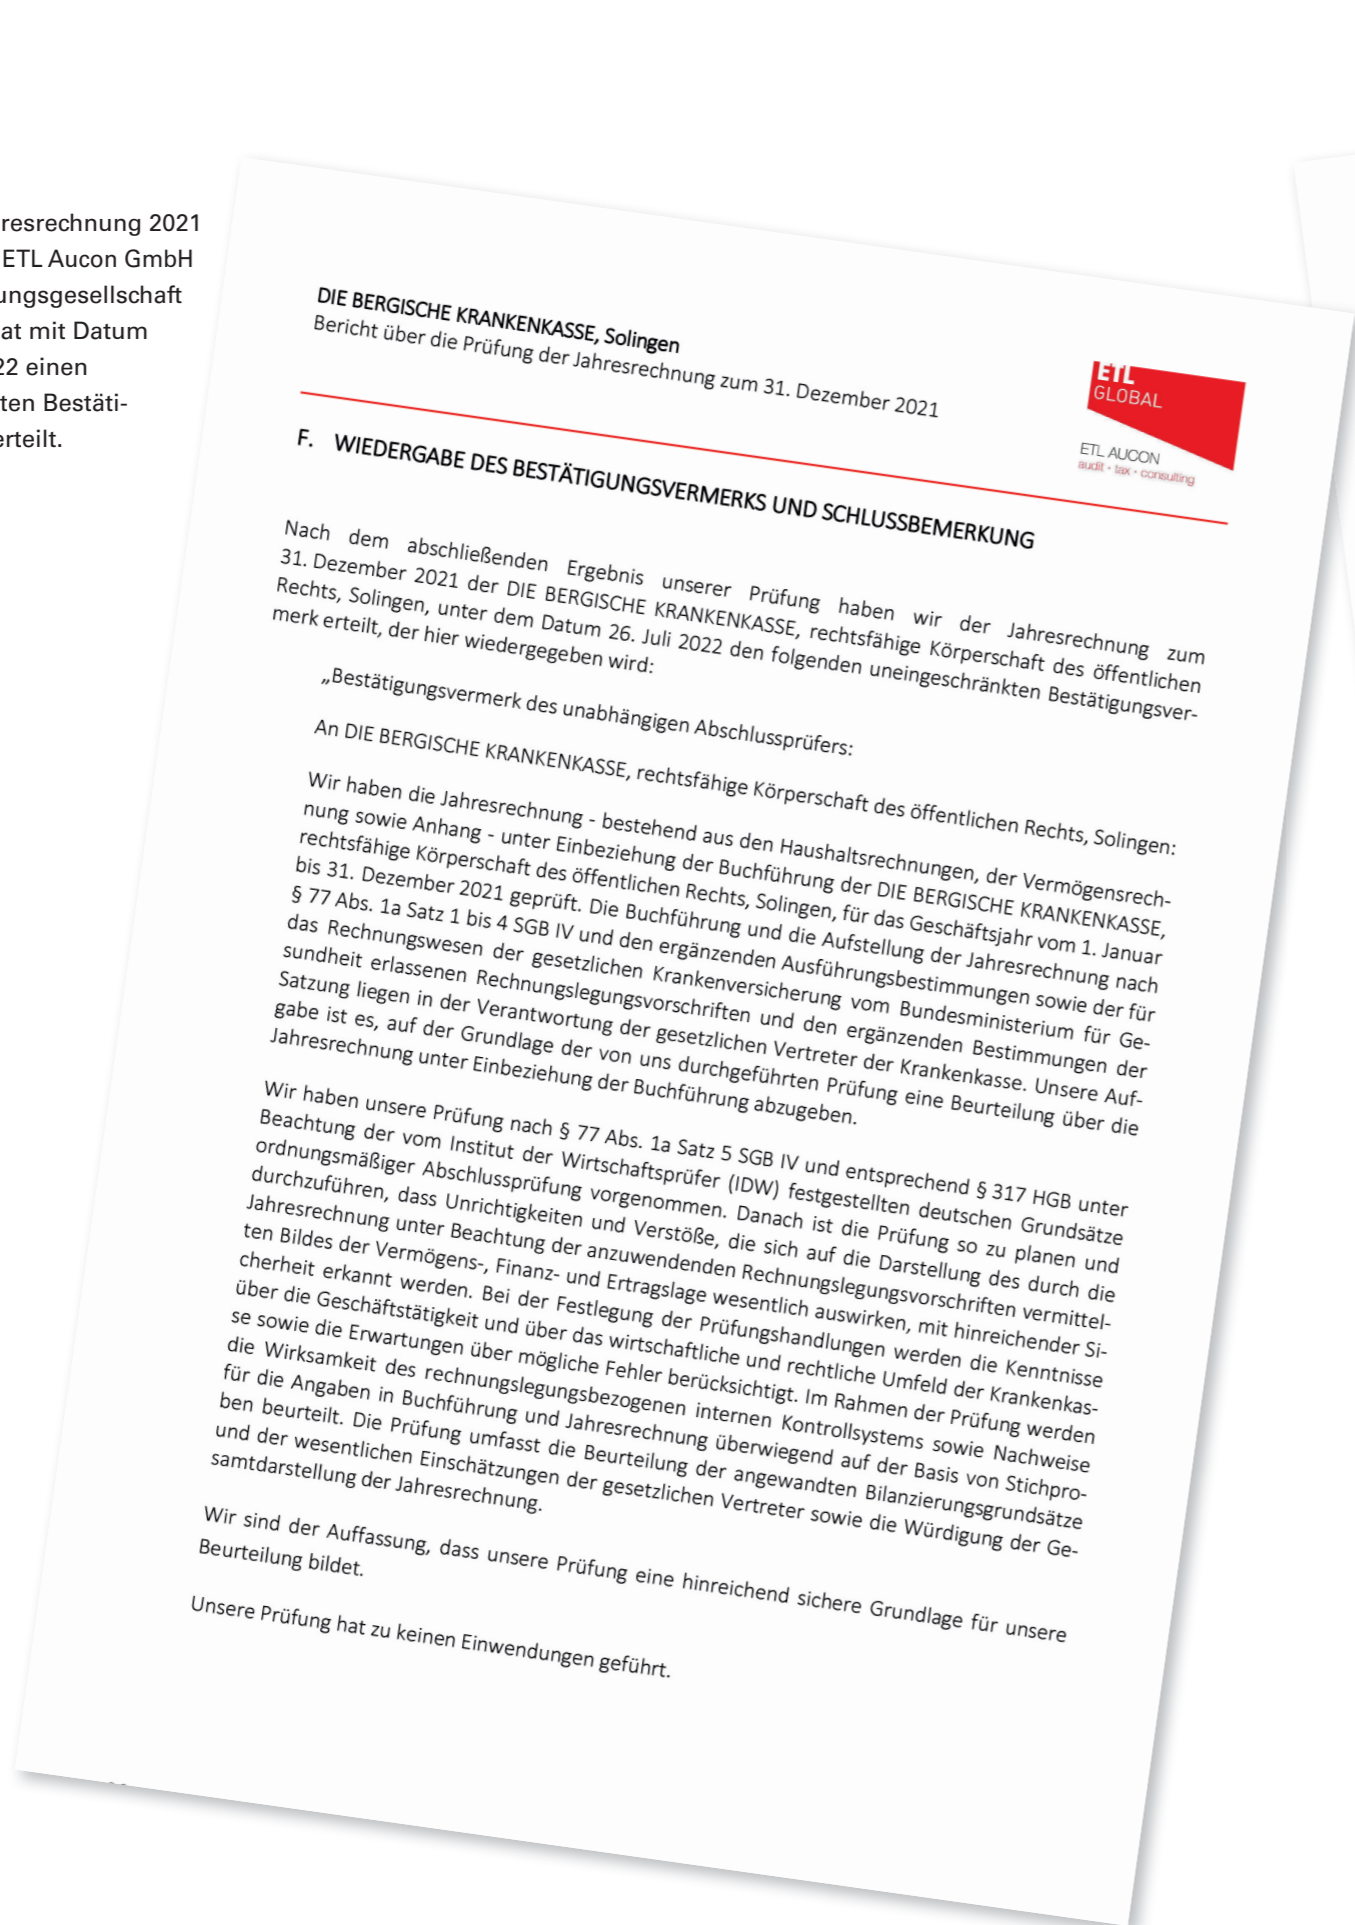 resrechnung 2021
ETL Aucon GmbH
ungsgesellschaft
at mit Datum
22 einen
ten Bestäti-
erteilt.
DIE BERGISCHE KRANKENKASSE, Solingen
Bericht über die Prüfung der Jahresrechnung zum 31. Dezember 2021
ETL
GLOBAL
ETL AUCON
audit · tax · consulting
F. WIEDERGABE DES BESTÄTIGUNGSVERMERKS UND SCHLUSSBEMERKUNG
Nach dem abschließenden Ergebnis unserer Prüfung haben wir der Jahresrechnung zum
31. Dezember 2021 der DIE BERGISCHE KRANKENKASSE, rechtsfähige Körperschaft des öffentlichen
Rechts, Solingen, unter dem Datum 26. Juli 2022 den folgenden uneingeschränkten Bestätigungsver-
merk erteilt, der hier wiedergegeben wird:
„Bestätigungsvermerk des unabhängigen Abschlussprüfers:
An DIE BERGISCHE KRANKENKASSE, rechtsfähige Körperschaft des öffentlichen Rechts, Solingen:
Wir haben die Jahresrechnung - bestehend aus den Haushaltsrechnungen, der Vermögensrech-
nung sowie Anhang - unter Einbeziehung der Buchführung der DIE BERGISCHE KRANKENKASSE,
rechtsfähige Körperschaft des öffentlichen Rechts, Solingen, für das Geschäftsjahr vom 1. Januar
bis 31. Dezember 2021 geprüft. Die Buchführung und die Aufstellung der Jahresrechnung nach
§ 77 Abs. 1a Satz 1 bis 4 SGB IV und den ergänzenden Ausführungsbestimmungen sowie der für
das Rechnungswesen der gesetzlichen Krankenversicherung vom Bundesministerium für Ge-
sundheit erlassenen Rechnungslegungsvorschriften und den ergänzenden Bestimmungen der
Satzung liegen in der Verantwortung der gesetzlichen Vertreter der Krankenkasse. Unsere Auf-
gabe ist es, auf der Grundlage der von uns durchgeführten Prüfung eine Beurteilung über die
Jahresrechnung unter Einbeziehung der Buchführung abzugeben.
Wir haben unsere Prüfung nach § 77 Abs. 1a Satz 5 SGB IV und entsprechend § 317 HGB unter
Beachtung der vom Institut der Wirtschaftsprüfer (IDW) festgestellten deutschen Grundsätze
ordnungsmäßiger Abschlussprüfung vorgenommen. Danach ist die Prüfung so zu planen und
durchzuführen, dass Unrichtigkeiten und Verstöße, die sich auf die Darstellung des durch die
Jahresrechnung unter Beachtung der anzuwendenden Rechnungslegungsvorschriften vermittel-
ten Bildes der Vermögens-, Finanz- und Ertragslage wesentlich auswirken, mit hinreichender Si-
cherheit erkannt werden. Bei der Festlegung der Prüfungshandlungen werden die Kenntnisse
über die Geschäftstätigkeit und über das wirtschaftliche und rechtliche Umfeld der Krankenkas-
se sowie die Erwartungen über mögliche Fehler berücksichtigt. Im Rahmen der Prüfung werden
die Wirksamkeit des rechnungslegungsbezogenen internen Kontrollsystems sowie Nachweise
für die Angaben in Buchführung und Jahresrechnung überwiegend auf der Basis von Stichpro-
ben beurteilt. Die Prüfung umfasst die Beurteilung der angewandten Bilanzierungsgrundsätze
und der wesentlichen Einschätzungen der gesetzlichen Vertreter sowie die Würdigung der Ge-
samtdarstellung der Jahresrechnung.
Wir sind der Auffassung, dass unsere Prüfung eine hinreichend sichere Grundlage für unsere
Beurteilung bildet.
Unsere Prüfung hat zu keinen Einwendungen geführt.